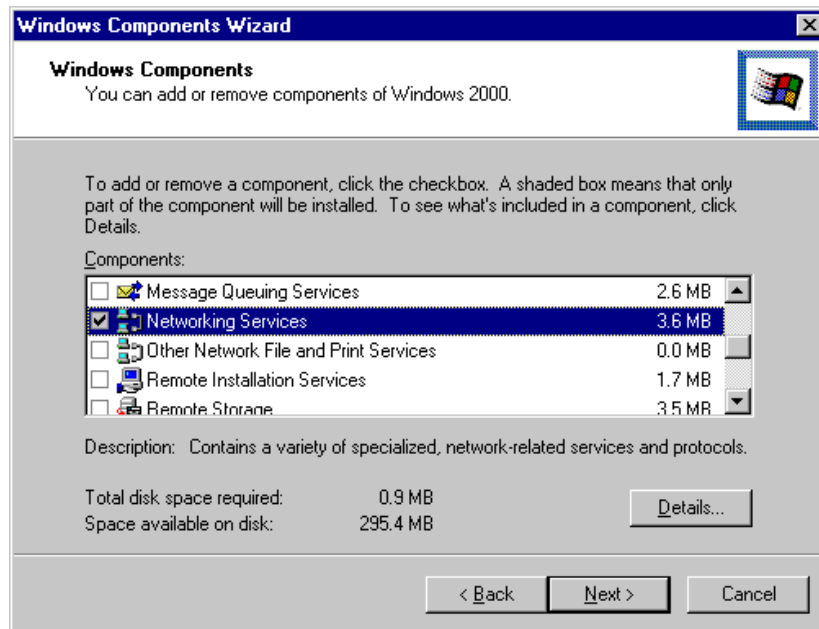 Windows Components Wizard
Windows Components
You can add or remove components of Windows 2000.
To add or remove a component, click the checkbox. A shaded box means that only
part of the component will be installed. To see what's included in a component, click
Details.
Components:
Message Queuing Services 2.6 MB
Networking Services 3.6 MB
Other Network File and Print Services 0.0 MB
Remote Installation Services 1.7 MB
Remote Storage 3.5 MB
Description: Contains a variety of specialized, network-related services and protocols.
Total disk space required: 0.9 MB
Space available on disk: 295.4 MB
Details...
< Back Next > Cancel